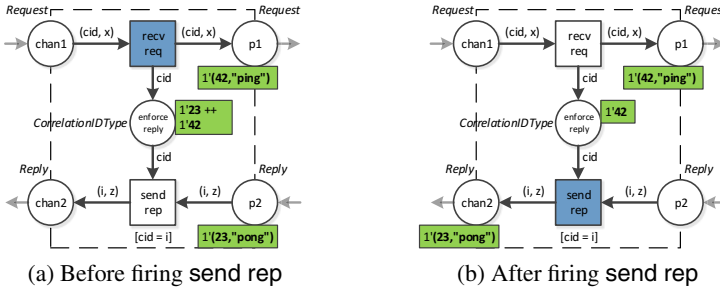 Request Request Request Request
(cid, x) (cid, x) (cid, x) (cid, x)
chan1 recv req p1 chan1 recv req p1
1'(42,"ping") 1'(42,"ping")
cid cid
1'23 ++
1'42
enforce reply
1'42
enforce reply
CorrelationIDType CorrelationIDType
cid cid
Reply Reply Reply Reply
(i, z) (i, z) (i, z) (i, z)
chan2 send rep p2 chan2 send rep p2
1'(23,"pong") 1'(23,"pong")
[cid = i] [cid = i]
(a) Before firing send rep (b) After firing send rep